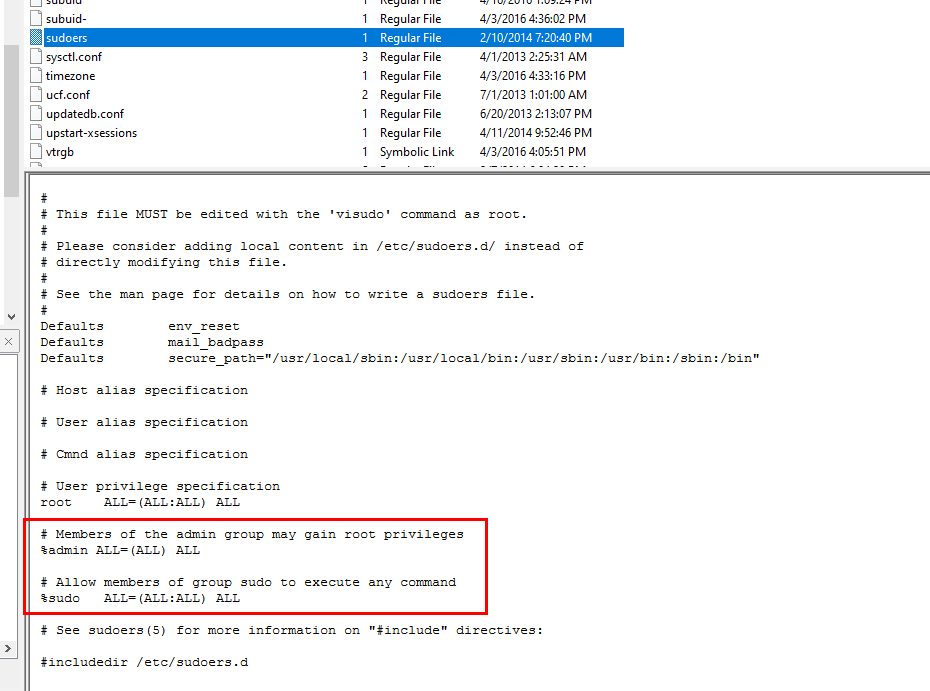 subuid 1 Regular File 4/10/2016 1:09:24 PM
subuid- 1 Regular File 4/3/2016 4:36:02 PM
sudoers 1 Regular File 2/10/2014 7:20:40 PM
sysctl.conf 3 Regular File 4/1/2013 2:25:31 AM
timezone 1 Regular File 4/3/2016 4:33:16 PM
ucf.conf 2 Regular File 7/1/2013 1:01:00 AM
updatedb.conf 1 Regular File 6/20/2013 2:13:07 PM
upstart-xsessions 1 Regular File 4/11/2014 9:52:46 PM
vtrgb 1 Symbolic Link 4/3/2016 4:05:51 PM
#
# This file MUST be edited with the 'visudo' command as root.
#
# Please consider adding local content in /etc/sudoers.d/ instead of
# directly modifying this file.
#
# See the man page for details on how to write a sudoers file.
#
Defaults env_reset
Defaults mail_badpass
Defaults secure_path="/usr/local/sbin:/usr/local/bin:/usr/sbin:/usr/bin:/sbin:/bin"
# Host alias specification
# User alias specification
# Cmnd alias specification
# User privilege specification
root ALL=(ALL:ALL) ALL
# Members of the admin group may gain root privileges
%admin ALL=(ALL) ALL
# Allow members of group sudo to execute any command
%sudo ALL=(ALL:ALL) ALL
# See sudoers(5) for more information on "#include" directives:
#includedir /etc/sudoers.d